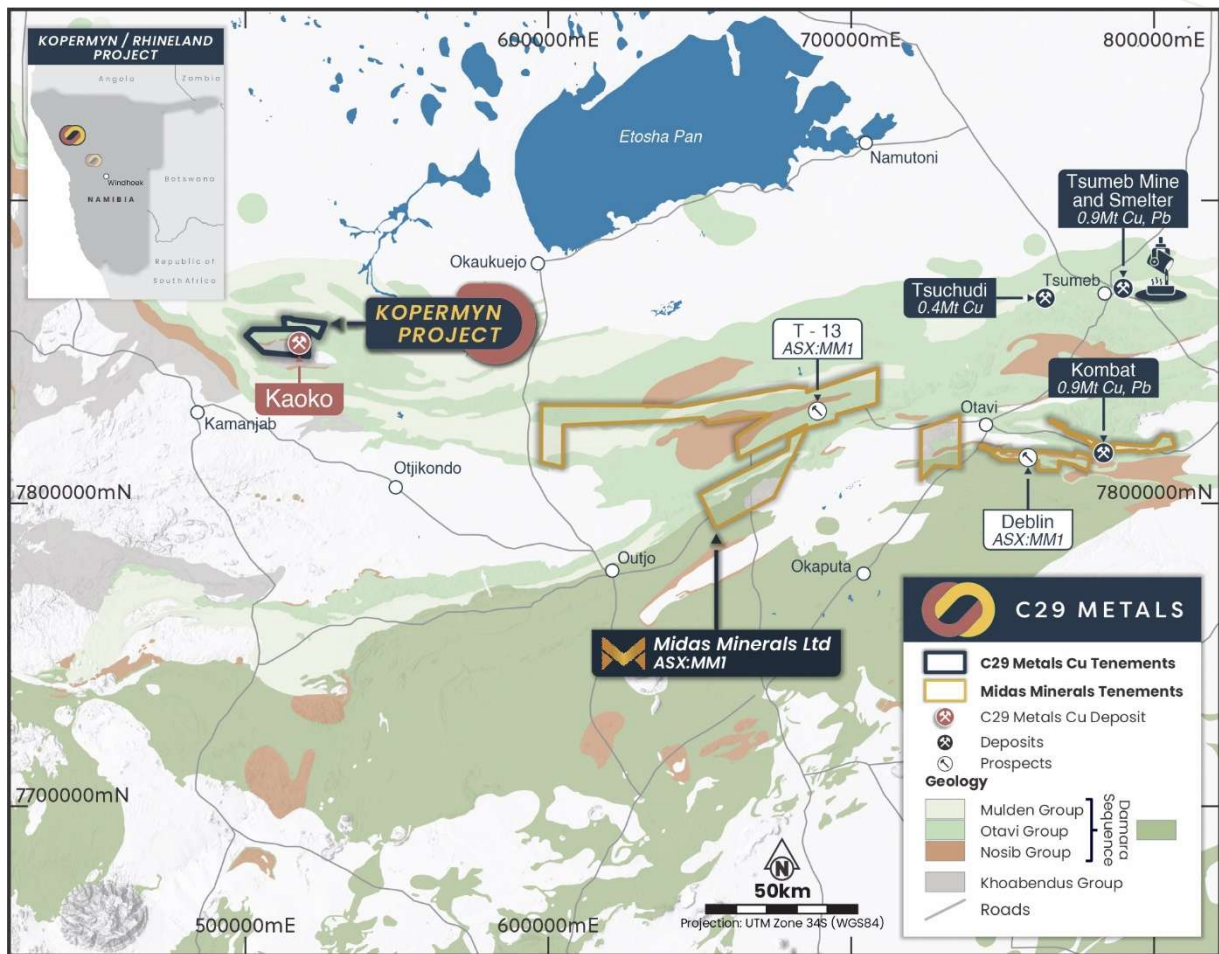 KOPERMYN / RHINELAND
PROJECT
Angola
Zambia
Windhoek
NAMIBIA
Botswana
Republic of
South Africa
600000mE
700000mE
800000mE
Etosha Pan
Namutoni
Tsumeb Mine
and Smelter
0.9Mt Cu, Pb
Okaukuejo
Tsumeb
Tsuchudi
0.4Mt Cu
KOPERMYN
PROJECT
T - 13
ASX:MM1
Kaoko
Kombat
0.9Mt Cu, Pb
Kamanjab
Otavi
Otjikondo
7800000mN
7800000mN
Deblin
ASX:MM1
Outjo
Okaputa
Midas Minerals Ltd
ASX:MM1
C29 METALS
C29 Metals Cu Tenements
Midas Minerals Tenements
C29 Metals Cu Deposit
Deposits
Prospects
Geology
Mulden Group
Otavi Group
Nosib Group
Damara
Sequence
Khoabendus Group
Roads
7700000mN
N
50km
Projection: UTM Zone 34S (WGS84)
500000mE
600000mE